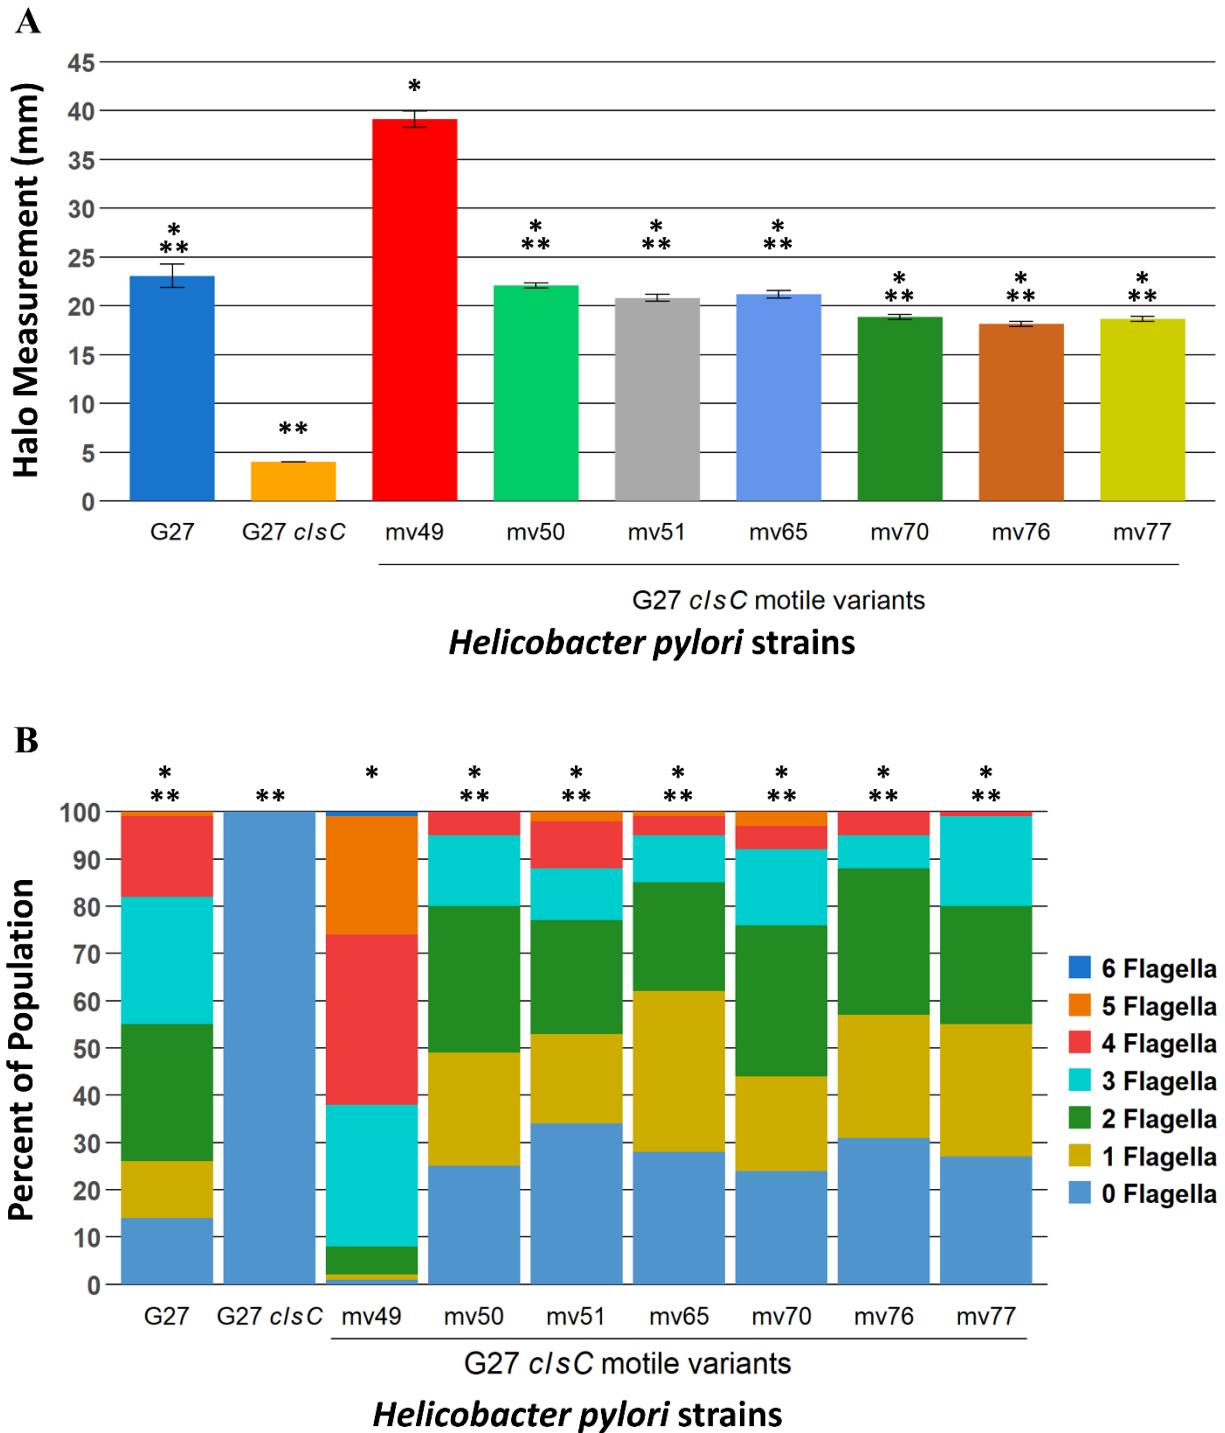 A
Halo Measurement (mm)
45
40
35
30
25
20
15
10
5
0
*
**
**
*
*
**
*
**
*
**
*
**
*
**
*
**
G27 G27 clsC mv49 mv50 mv51 mv65 mv70 mv76 mv77
G27 clsC motile variants
Helicobacter pylori strains
B
Percent of Population
* * * * * * * *
** ** ** ** ** ** ** **
100
90
80
70
60
50
40
30
20
10
0
6 Flagella
5 Flagella
4 Flagella
3 Flagella
2 Flagella
1 Flagella
0 Flagella
G27 G27 clsC mv49 mv50 mv51 mv65 mv70 mv76 mv77
G27 clsC motile variants
Helicobacter pylori strains